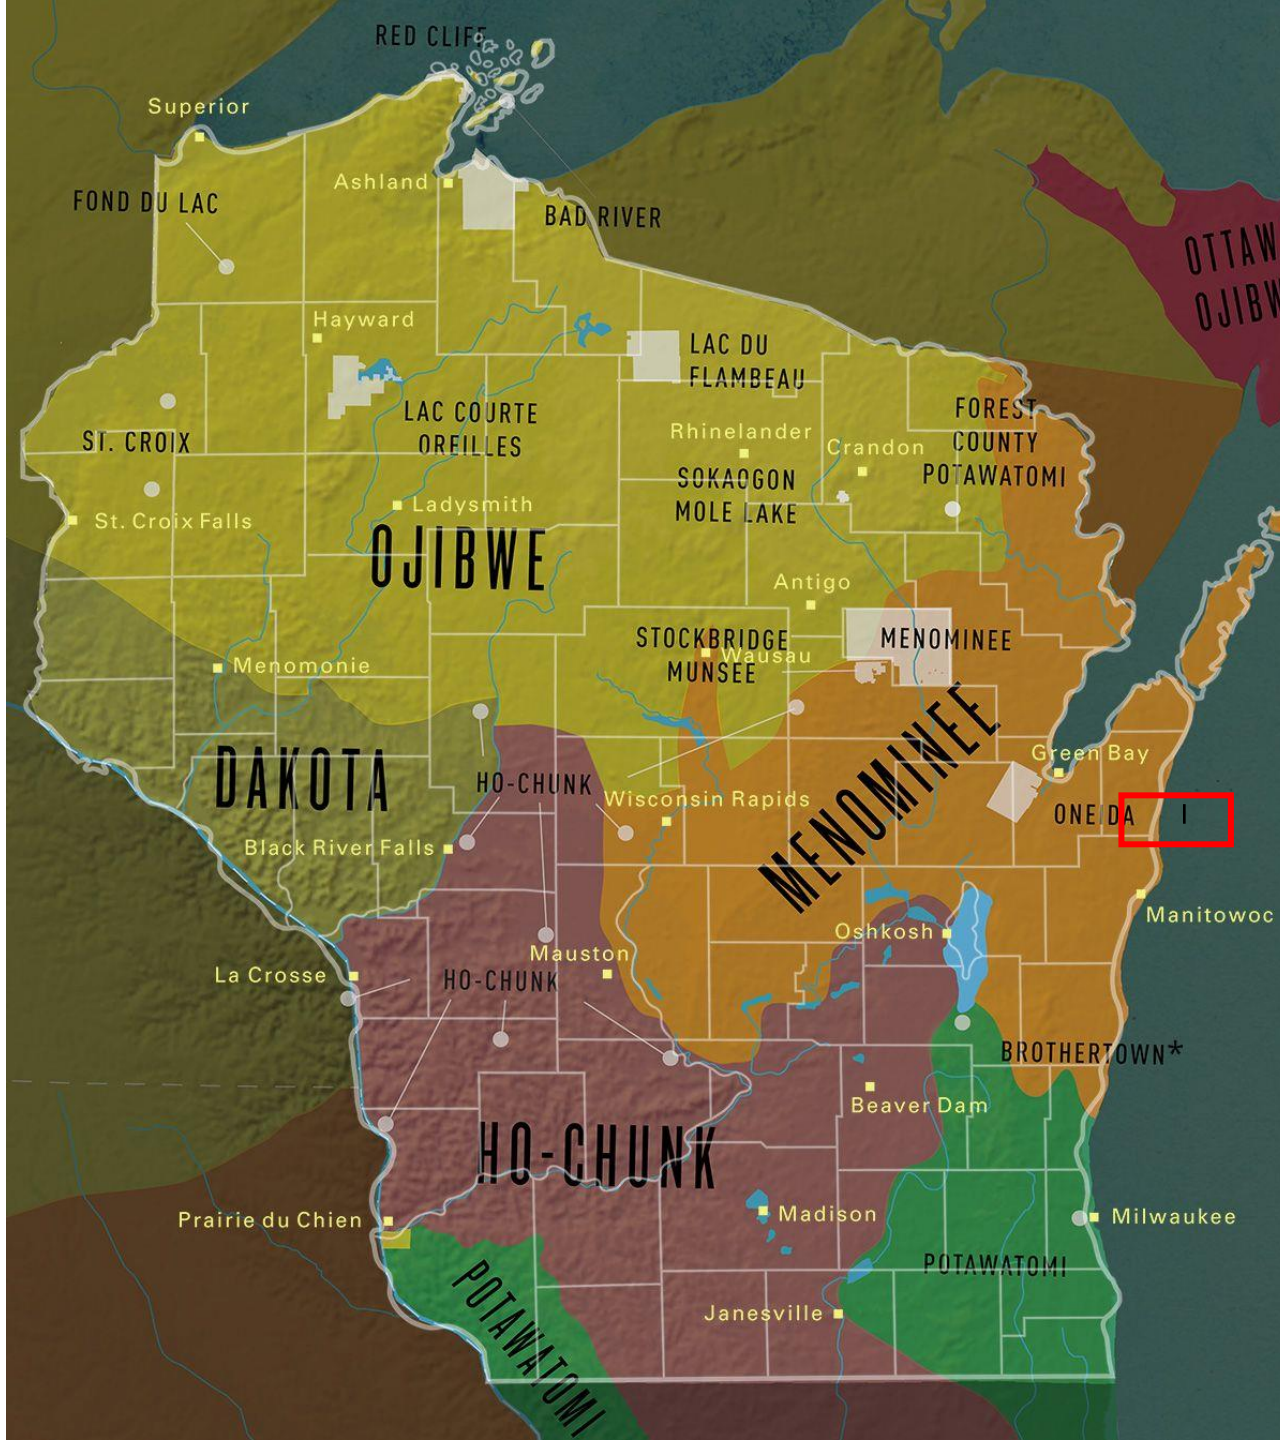 RED CLIFF
Superior
Ashland
FOND DU LAC
BAD RIVER
OTTAW
OJIBW
Hayward
LAC DU
FLAMBEAU
LAC COURTE
OREILLES
FOREST
COUNTY
POTAWATOMI
ST. CROIX
Rhinelander
Crandon
SOKAOGON
MOLE LAKE
Ladysmith
St. Croix Falls
OJIBWE
Antigo
STOCKBRIDGE
MUNSEE
MENOMINEE
Wausau
Menomonie
MENOMINEE
Green Bay
DAKOTA
HO-CHUNK
Wisconsin Rapids
ONEIDA I
Black River Falls
Manitowoc
Oshkosh
Mauston
La Crosse
HO-CHUNK
BROTHERTOWN*
Beaver Dam
HO-CHUNK
Prairie du Chien
Madison
Milwaukee
POTAWATOMI
POTAWATOMI
Janesville